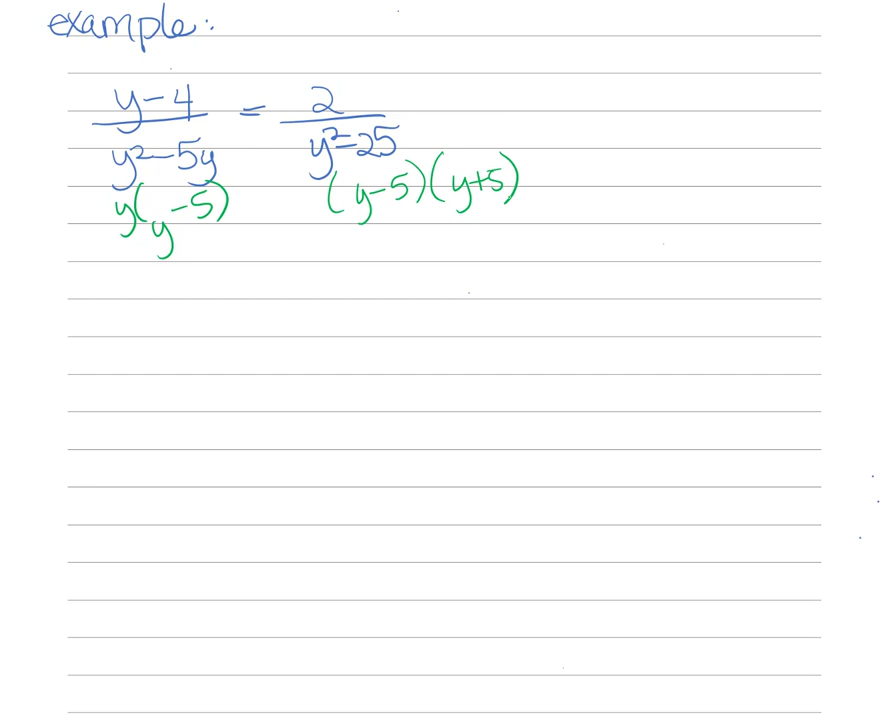 example:
y-4 = 2
y²-5y y²-25
y(y-5) (y-5)(y+5)